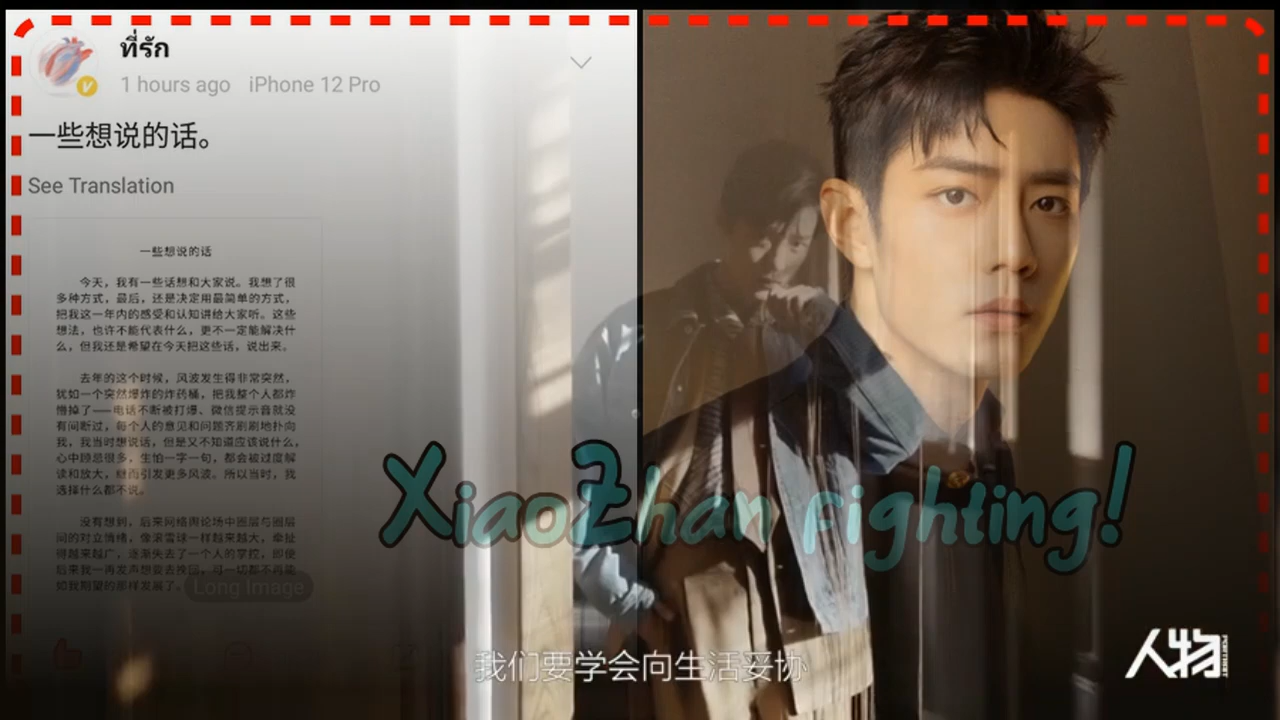 ที่รัก
1 hours ago iPhone 12 Pro
一些想说的话。
See Translation
一些想说的话
今天，我有一些话想和大家说。我想了很
多种方式，最后，还是决定用最简单的方式，
把我这一年内的感受和认知讲给大家听。这些
想法，也许不能代表什么，更不一定能解决什
么，但我还是希望在今天把这些话，说出来。
去年的这个时候，风波发生得非常突然，
犹如一个突然爆炸的炸药桶，把我整个人都炸
懵掉了——电话不断被打爆、微信提示音就没
有间断过，每个人的意见和问题齐刷刷地扑向
我，我当时想说话，但是又不知道应该说什么，
心中顾忌很多，生怕一字一句，都会被过度解
读和放大，继而引发更多风波。所以当时，我
选择什么都不说。
没有想到，后来网络舆论场中圈层与圈层
间的对立情绪，像滚雪球一样越来越大，牵扯
得越来越广，逐渐失去了一个人的掌控，即使
后来我一再发声想要去挽回，可一切都不再能
如我期望的那样发展了。
Long Image
XiaoZhan fighting!
我们要学会向生活妥协
人物
PORTRAIT